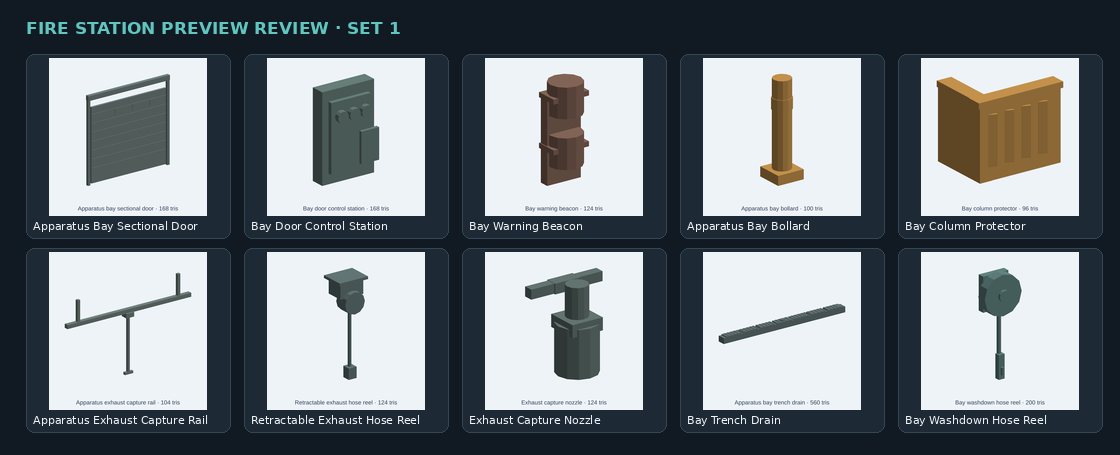 FIRE STATION PREVIEW REVIEW · SET 1
Apparatus bay sectional door · 168 tris
Apparatus Bay Sectional Door
Bay door control station · 168 tris
Bay Door Control Station
Bay warning beacon · 124 tris
Bay Warning Beacon
Apparatus bay bollard · 100 tris
Apparatus Bay Bollard
Bay column protector · 96 tris
Bay Column Protector
Apparatus exhaust capture rail · 104 tris
Apparatus Exhaust Capture Rail
Retractable exhaust hose reel · 124 tris
Retractable Exhaust Hose Reel
Exhaust capture nozzle · 124 tris
Exhaust Capture Nozzle
Apparatus bay trench drain · 560 tris
Bay Trench Drain
Bay washdown hose reel · 200 tris
Bay Washdown Hose Reel